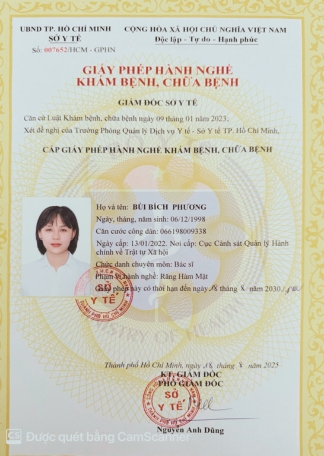 UBND TP. HỒ CHÍ MINH
SỞ Y TẾ
Số: 007652/HCM - GPHN
CỘNG HÒA XÃ HỘI CHỦ NGHĨA VIỆT NAM
Độc lập - Tự do - Hạnh phúc
GIẤY PHÉP HÀNH NGHỀ
KHÁM BỆNH, CHỮA BỆNH
GIÁM ĐỐC SỞ Y TẾ
Căn cứ Luật Khám bệnh, chữa bệnh ngày 09 tháng 01 năm 2023;
Xét đề nghị của Trưởng Phòng Quản lý Dịch vụ Y tế - Sở Y tế TP. Hồ Chí Minh,
CẤP GIẤY PHÉP HÀNH NGHỀ KHÁM BỆNH, CHỮA BỆNH
Họ và tên: BÙI BÍCH PHƯƠNG
Ngày, tháng, năm sinh: 06/12/1998
Căn cước công dân: 066198009338
Ngày cấp: 13/01/2022. Nơi cấp: Cục Cảnh sát Quản lý Hành
chính về Trật tự Xã hội
Chức danh chuyên môn: Bác sĩ
Phạm vi hành nghề: Răng Hàm Mặt
Giấy phép này có thời hạn đến ngày tháng năm 2030
SỞ
Y TẾ
Thành phố Hồ Chí Minh, ngày tháng năm 2025
KT. GIÁM ĐỐC
PHÓ GIÁM ĐỐC
SỞ
Y TẾ
Nguyễn Anh Dũng
CS Được quét bằng CamScanner